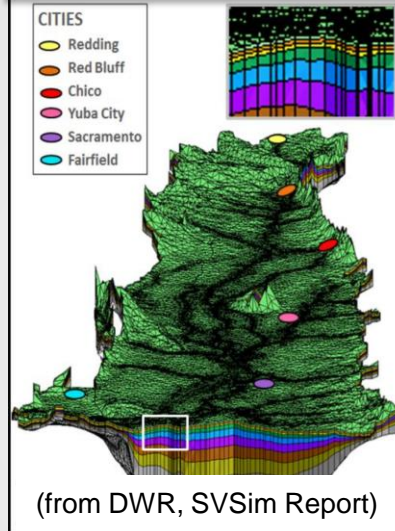 CITIES
Redding
Red Bluff
Chico
Yuba City
Sacramento
Fairfield
(from DWR, SVSim Report)